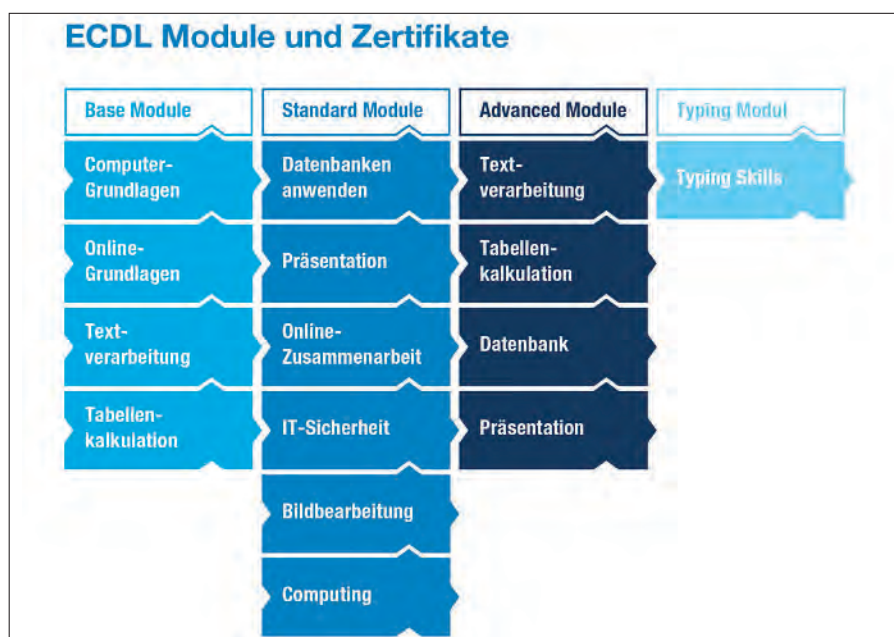 ECDL Module und Zertifikate
Base Module
Standard Module
Advanced Module
Typing Modul
Computer-
Grundlagen
Datenbanken
anwenden
Text-
verarbeitung
Typing Skills
Online-
Grundlagen
Präsentation
Tabellen-
kalkulation
Text-
verarbeitung
Online-
Zusammenarbeit
Datenbank
Tabellen-
kalkulation
IT-Sicherheit
Präsentation
Bildbearbeitung
Computing